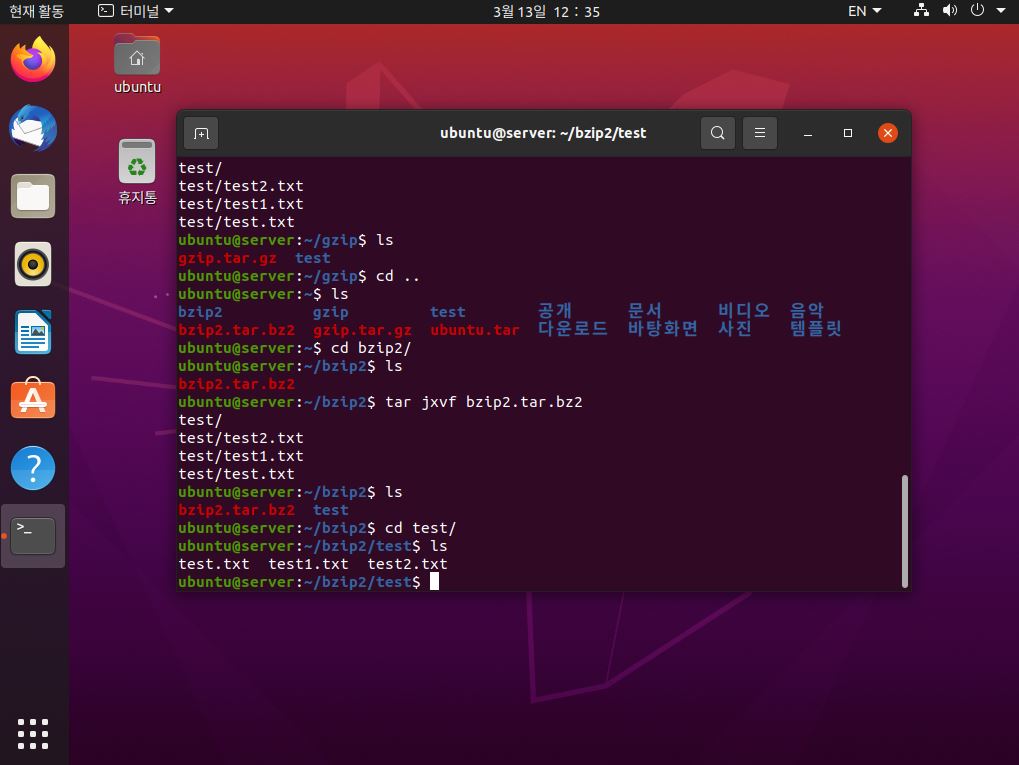 현재 활동 터미널 3월 13일 12 : 35 EN
ubuntu
휴지통
ubuntu@server: ~/bzip2/test
test/
test/test2.txt
test/test1.txt
test/test.txt
ubuntu@server:~/gzip$ ls
gzip.tar.gz test
ubuntu@server:~/gzip$ cd ..
ubuntu@server:~$ ls
bzip2 gzip test 공개 문서 비디오 음악
bzip2.tar.bz2 gzip.tar.gz ubuntu.tar 다운로드 바탕화면 사진 템플릿
ubuntu@server:~$ cd bzip2/
ubuntu@server:~/bzip2$ ls
bzip2.tar.bz2
ubuntu@server:~/bzip2$ tar jxvf bzip2.tar.bz2
test/
test/test2.txt
test/test1.txt
test/test.txt
ubuntu@server:~/bzip2$ ls
bzip2.tar.bz2 test
ubuntu@server:~/bzip2$ cd test/
ubuntu@server:~/bzip2/test$ ls
test.txt test1.txt test2.txt
ubuntu@server:~/bzip2/test$